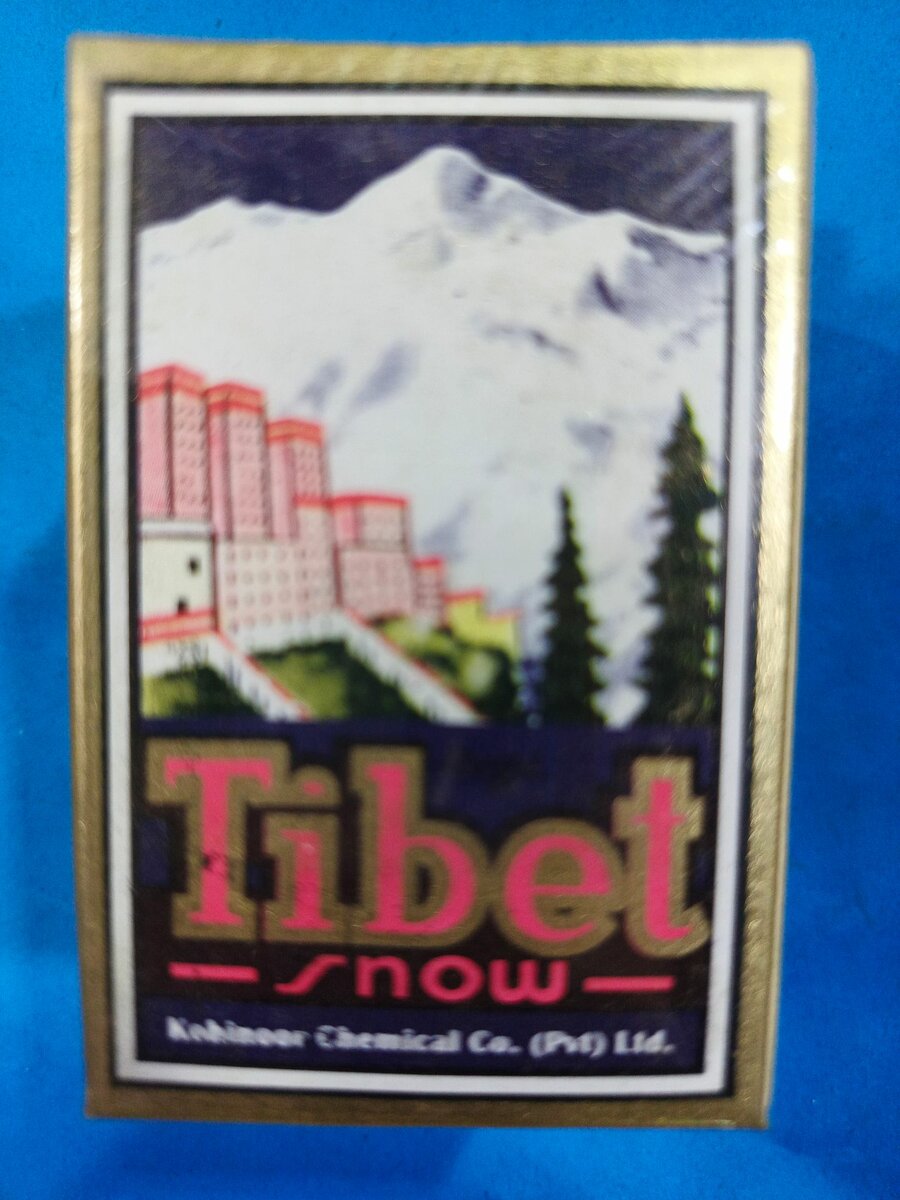 Tibet
snow
Kohinoor Chemical Co. (Pvt) Ltd.